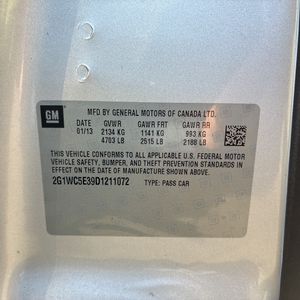 GM
MFD. BY GENERAL MOTORS OF CANADA LTD.
DATE GVWR GAWR FRT GAWR RR
01/13 2134 KG 1141 KG 993 KG
4703 LB 2515 LB 2188 LB
THIS VEHICLE CONFORMS TO ALL APPLICABLE U.S. FEDERAL MOTOR
VEHICLE SAFETY, BUMPER, AND THEFT PREVENTION STANDARDS IN
EFFECT ON THE DATE OF MANUFACTURE SHOWN ABOVE.
2G1WC5E39D1211072 TYPE: PASS CAR